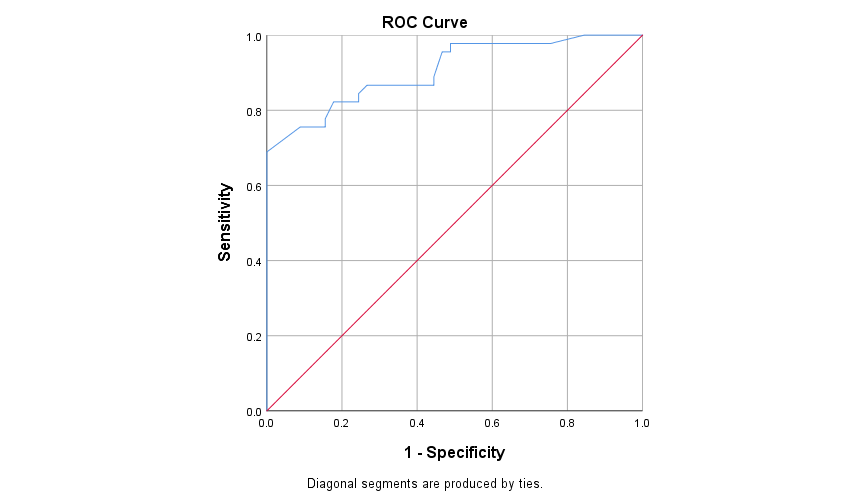 ROC Curve
1.0
0.8
0.6
0.4
0.2
0.0
Sensitivity
0.0 0.2 0.4 0.6 0.8 1.0
1 - Specificity
Diagonal segments are produced by ties.